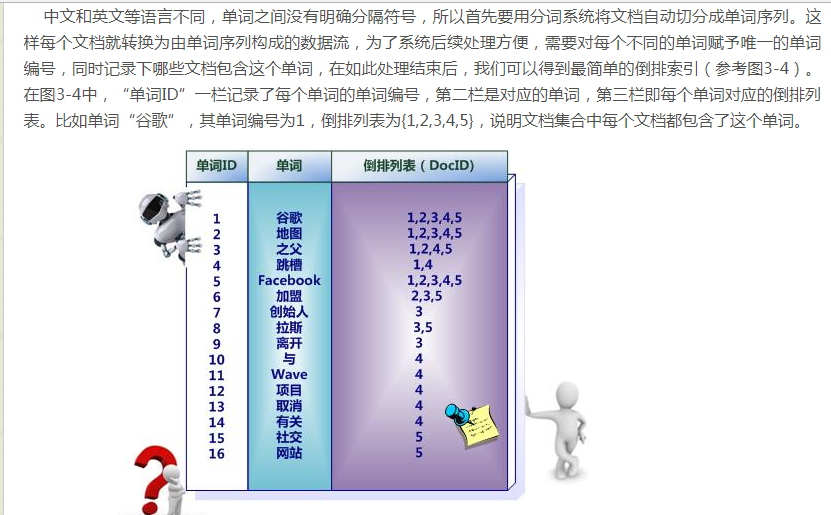 中文和英文等语言不同，单词之间没有明确分隔符号，所以首先要用分词系统将文档自动切分成单词序列。这
样每个文档就转换为由单词序列构成的数据流，为了系统后续处理方便，需要对每个不同的单词赋予唯一的单词
编号，同时记录下哪些文档包含这个单词，在如此处理结束后，我们可以得到最简单的倒排索引（参考图3-4）。
在图3-4中，“单词ID”一栏记录了每个单词的单词编号，第二栏是对应的单词，第三栏即每个单词对应的倒排列
表。比如单词“谷歌”，其单词编号为1，倒排列表为{1,2,3,4,5}，说明文档集合中每个文档都包含了这个单词。
单词ID 单词 倒排列表（DocID）
1 谷歌 1,2,3,4,5
2 地图 1,2,3,4,5
3 之父 1,2,4,5
4 跳槽 1,4
5 Facebook 1,2,3,4,5
6 加盟 2,3,5
7 创始人 3
8 拉斯 3,5
9 离开 3
10 与 4
11 Wave 4
12 项目 4
13 取消 4
14 有关 4
15 社交 5
16 网站 5